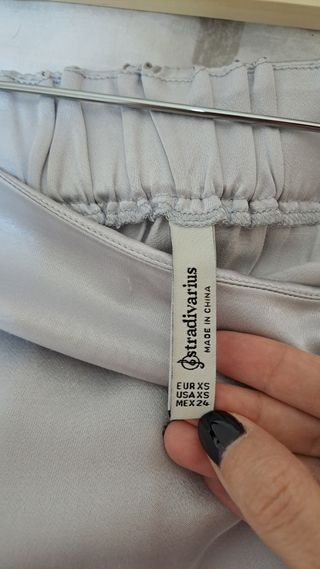 stradivarius
MADE IN CHINA
EUR XS
USA XS
MEX 24